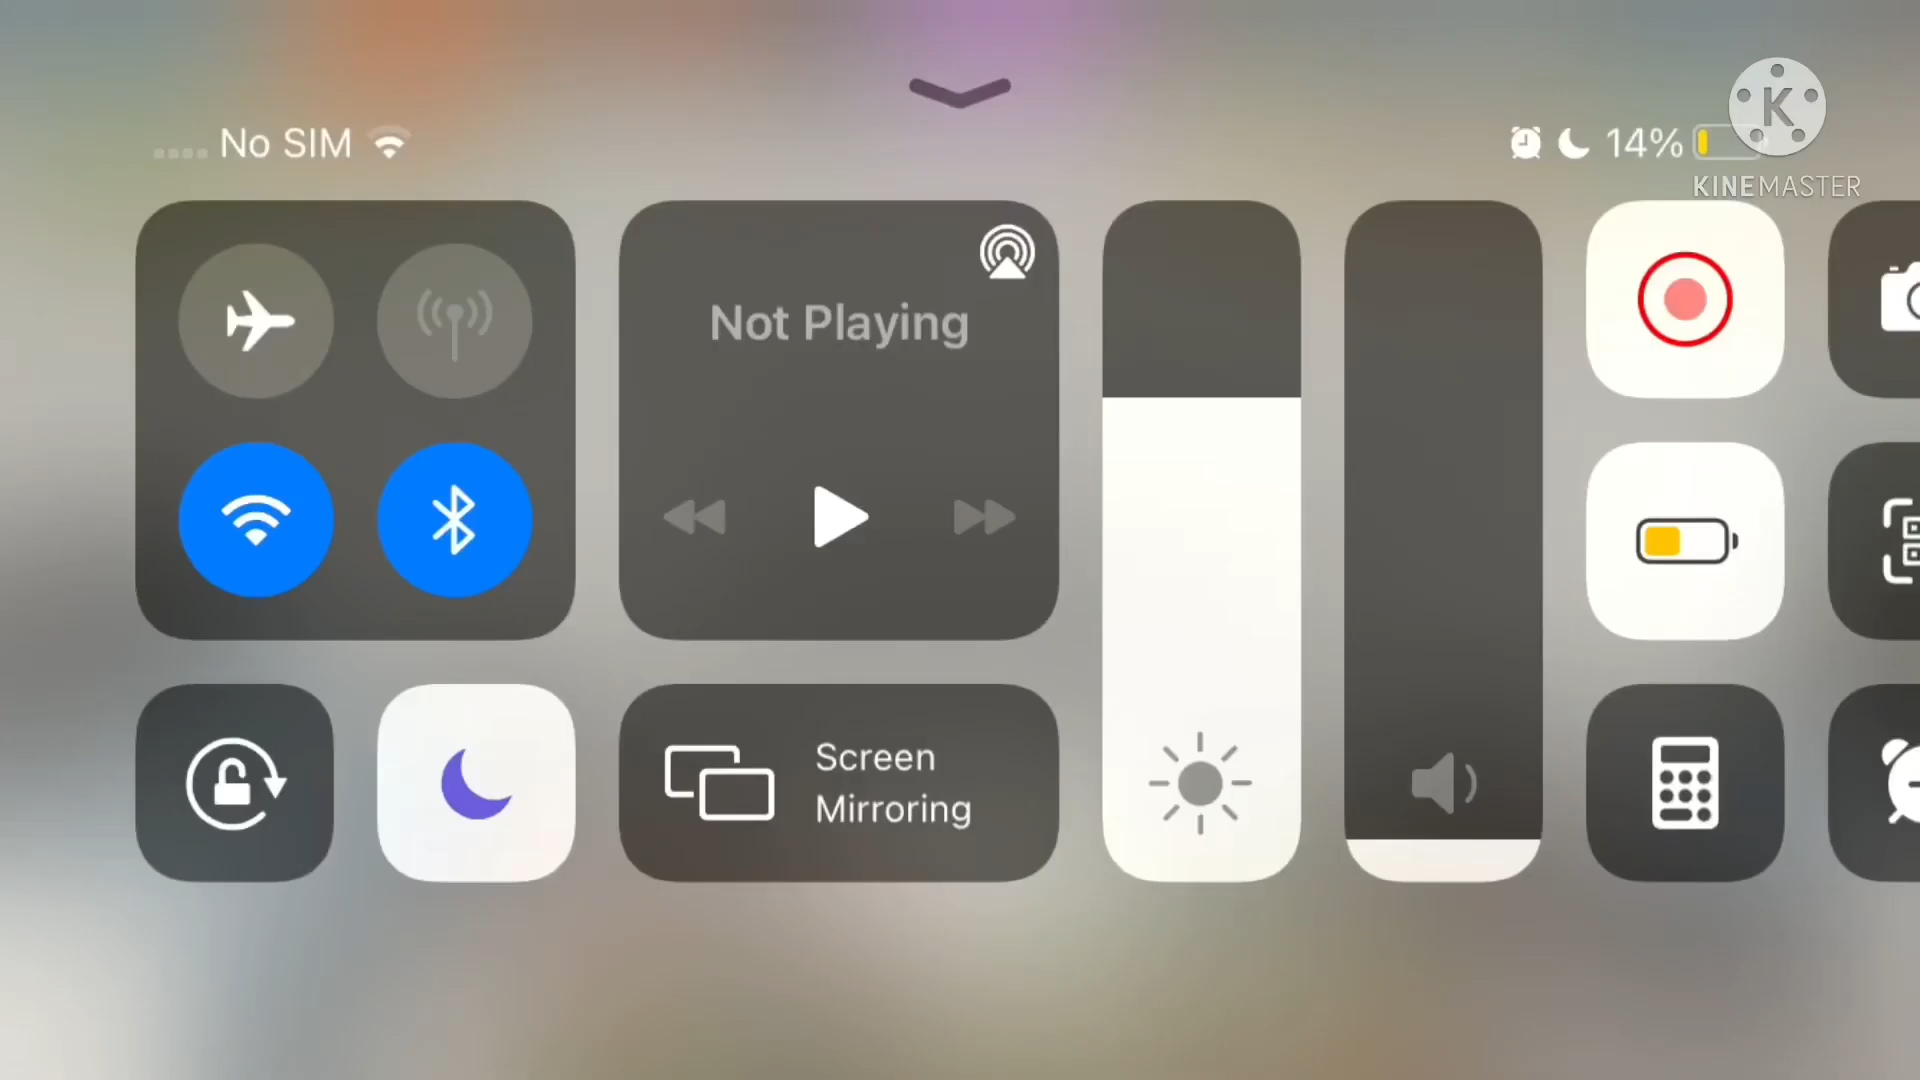 No SIM
14%
K
KINEMASTER
Not Playing
Screen
Mirroring